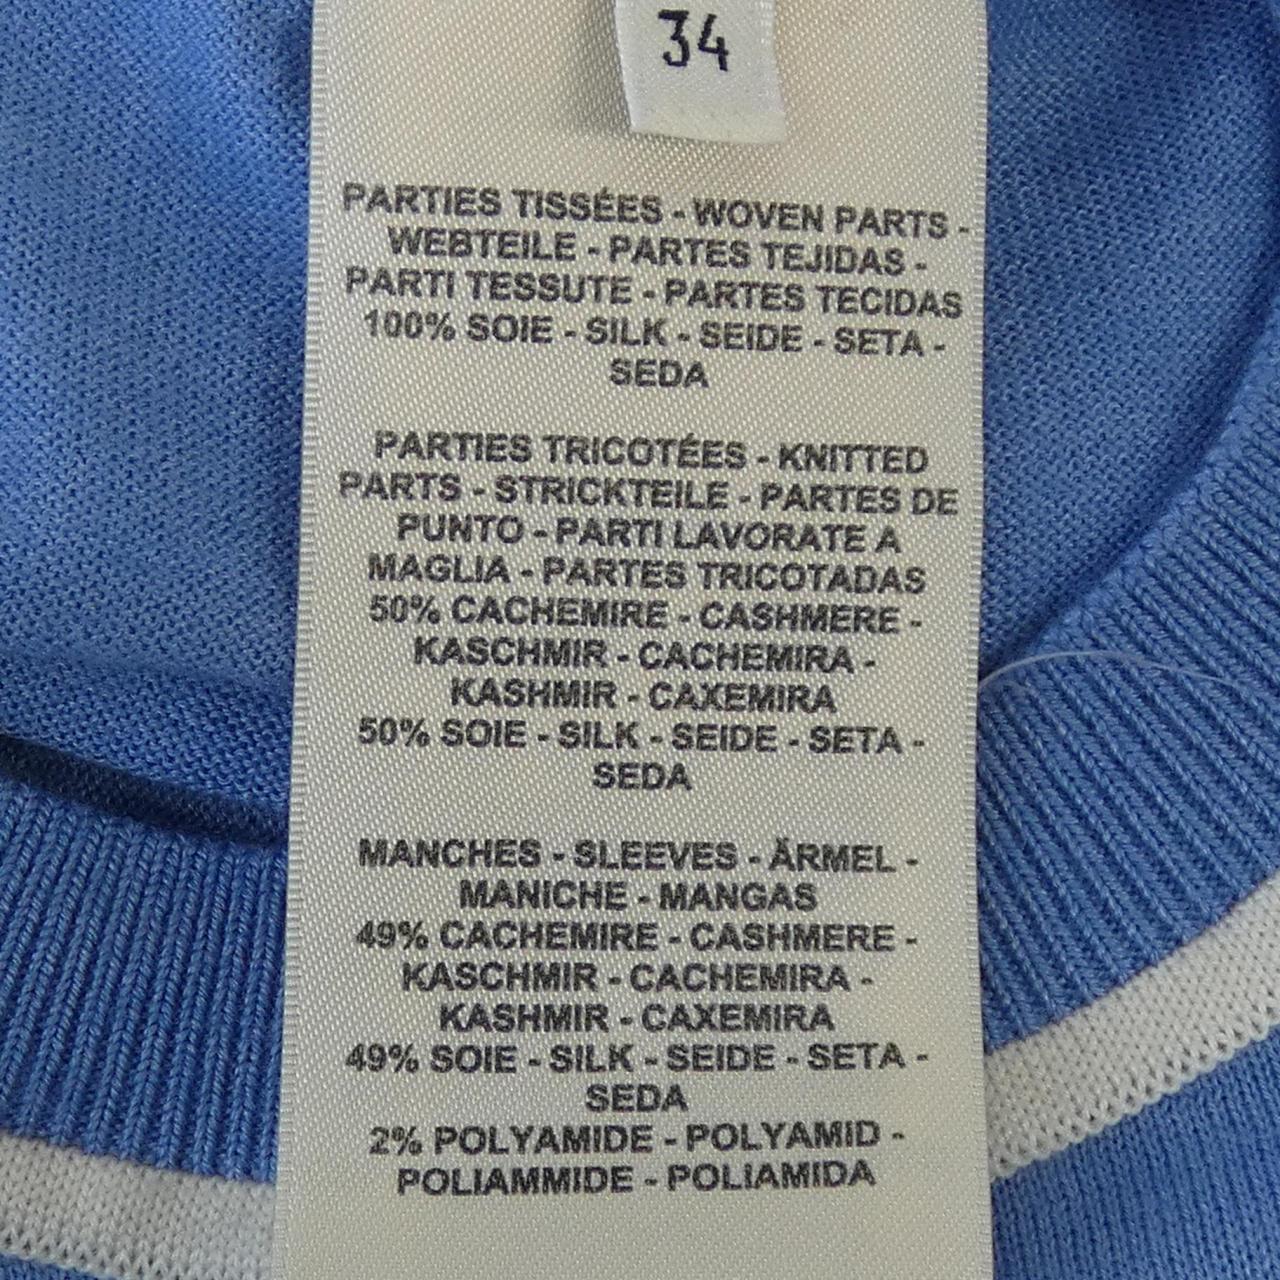 34
PARTIES TISSÉES - WOVEN PARTS -
WEBTEILE - PARTES TEJIDAS -
PARTI TESSUTE - PARTES TECIDAS
100% SOIE - SILK - SEIDE - SETA -
SEDA
PARTIES TRICOTÉES - KNITTED
PARTS - STRICKTEILE - PARTES DE
PUNTO - PARTI LAVORATE A
MAGLIA - PARTES TRICOTADAS
50% CACHEMIRE - CASHMERE -
KASCHMIR - CACHEMIRA -
KASHMIR - CAXEMIRA
50% SOIE - SILK - SEIDE - SETA -
SEDA
MANCHES - SLEEVES - ÄRMEL -
MANICHE - MANGAS
49% CACHEMIRE - CASHMERE -
KASCHMIR - CACHEMIRA -
KASHMIR - CAXEMIRA
49% SOIE - SILK - SEIDE - SETA -
SEDA
2% POLYAMIDE - POLYAMID -
POLIAMMIDE - POLIAMIDA